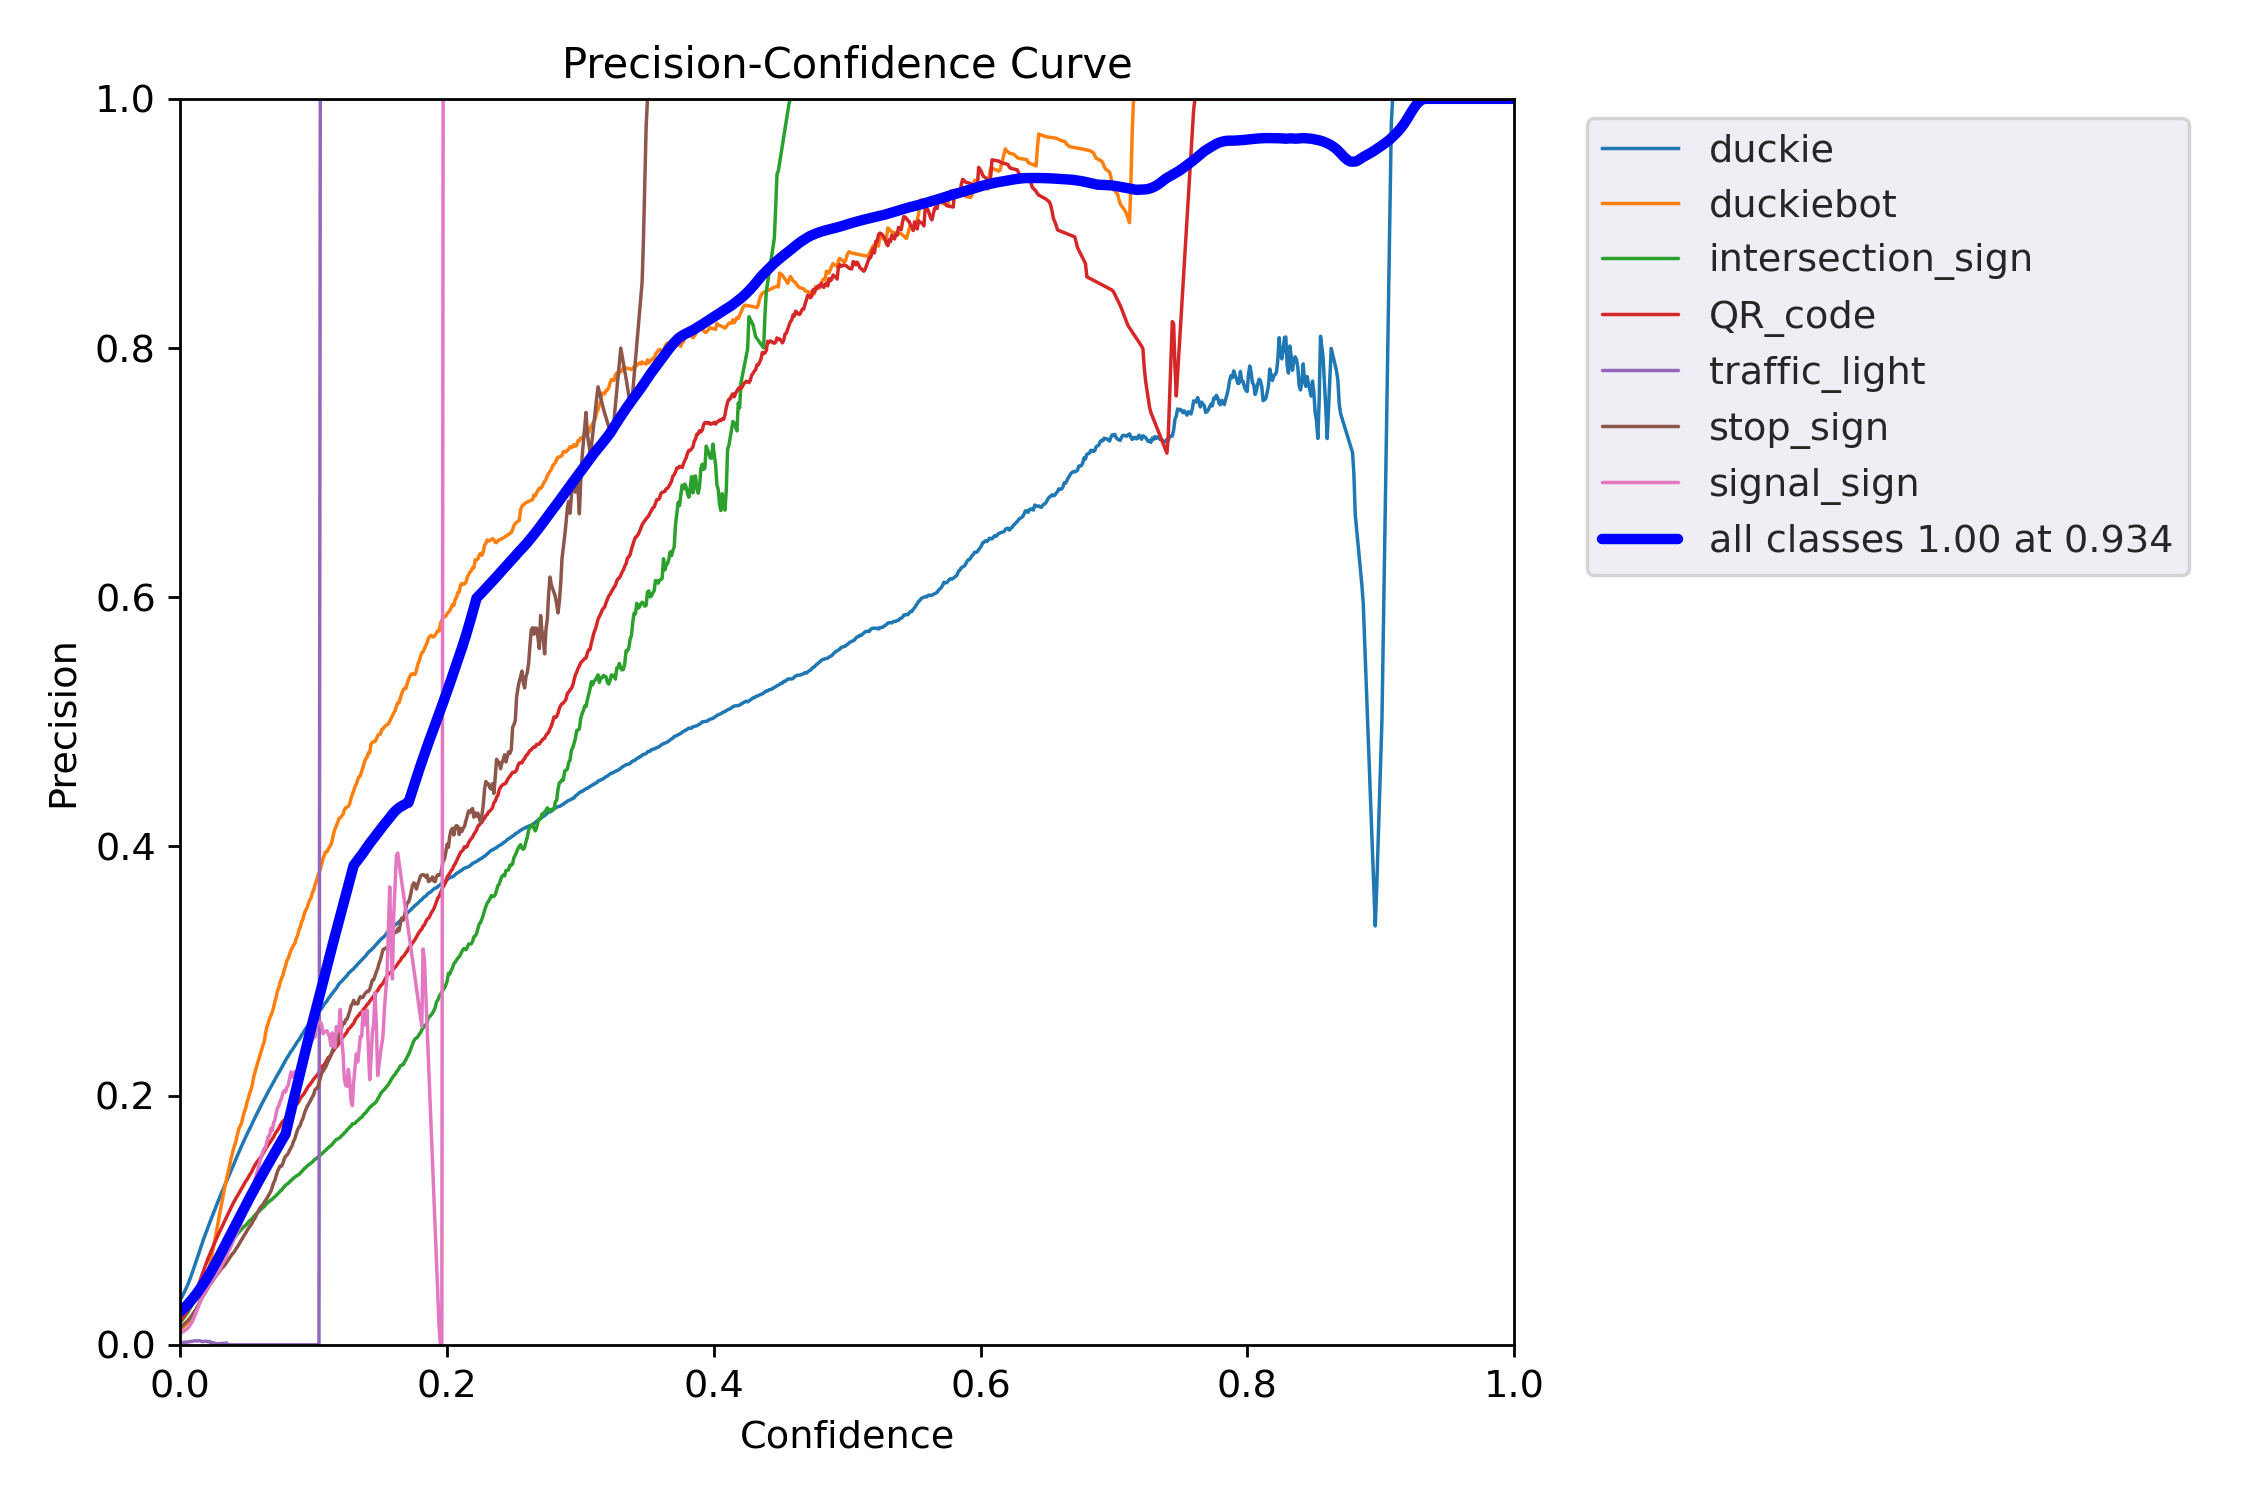 Precision-Confidence Curve
1.0
0.8
0.6
0.4
0.2
0.0
Precision
0.0 0.2 0.4 0.6 0.8 1.0
Confidence
duckie
duckiebot
intersection_sign
QR_code
traffic_light
stop_sign
signal_sign
all classes 1.00 at 0.934